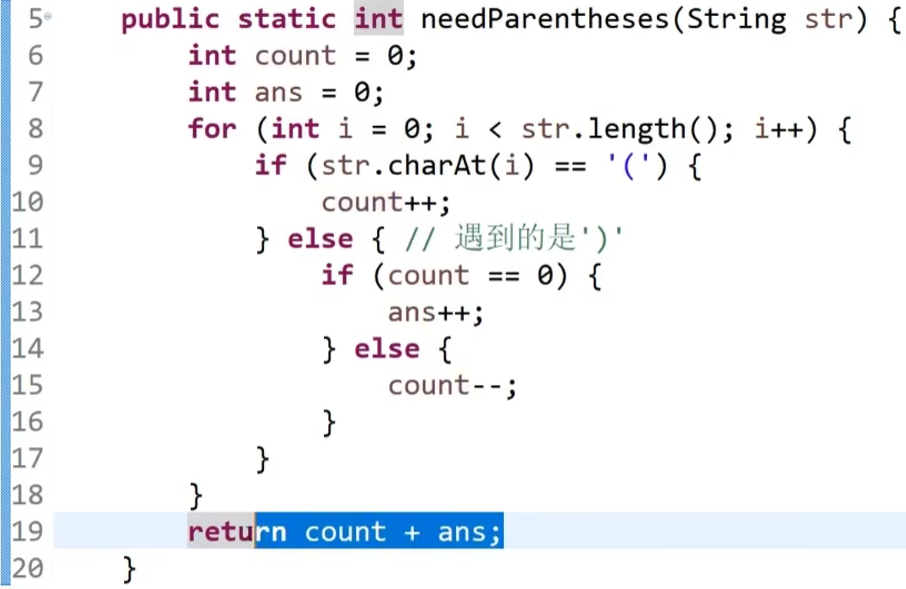 5 public static int needParentheses(String str) {
6 int count = 0;
7 int ans = 0;
8 for (int i = 0; i < str.length(); i++) {
9 if (str.charAt(i) == '(') {
10 count++;
11 } else { // 遇到的是')'
12 if (count == 0) {
13 ans++;
14 } else {
15 count--;
16 }
17 }
18 }
19 return count + ans;
20 }